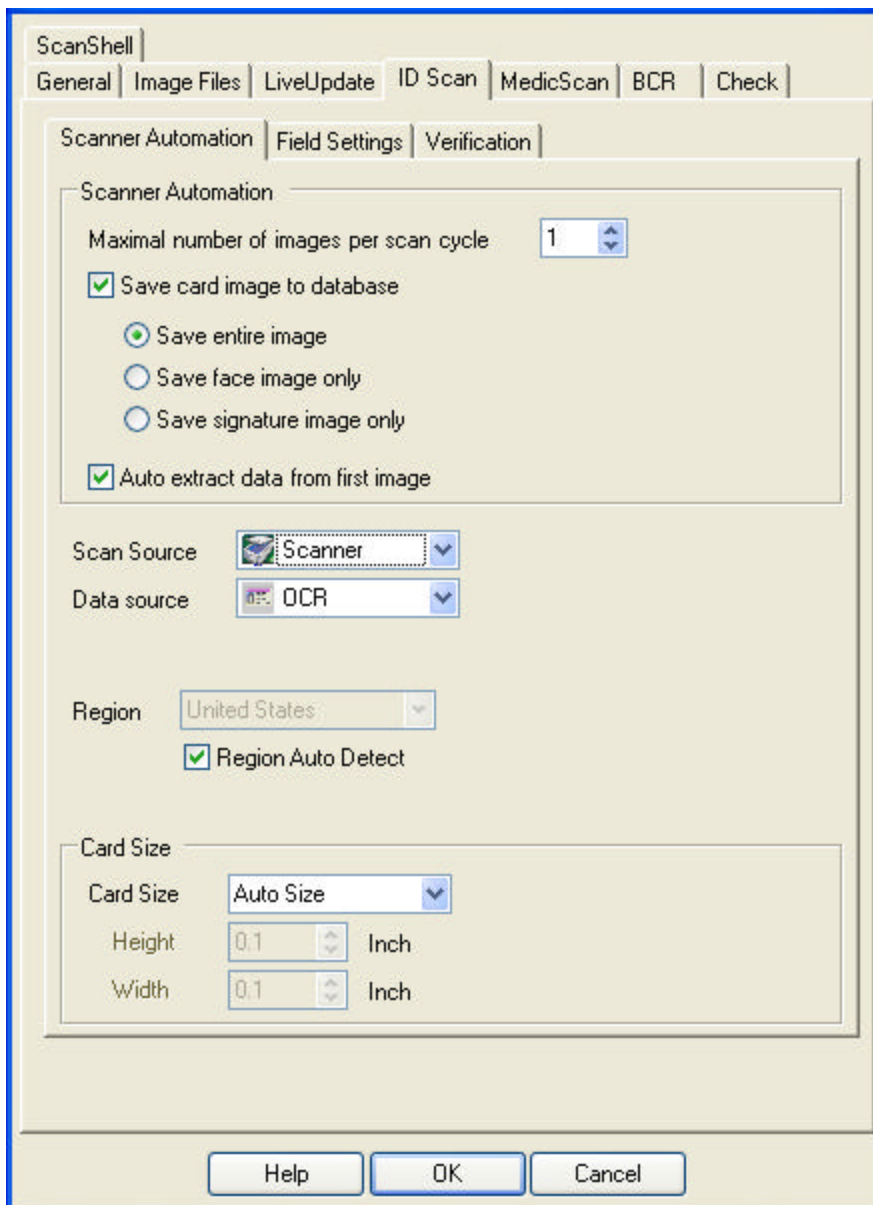 ScanShell
General Image Files LiveUpdate ID Scan MedicScan BCR Check
Scanner Automation Field Settings Verification
Scanner Automation
Maximal number of images per scan cycle 1
Save card image to database
Save entire image
Save face image only
Save signature image only
Auto extract data from first image
Scan Source Scanner
Data source OCR
Region United States
Region Auto Detect
Card Size
Card Size Auto Size
Height 0.1 Inch
Width 0.1 Inch
Help OK Cancel